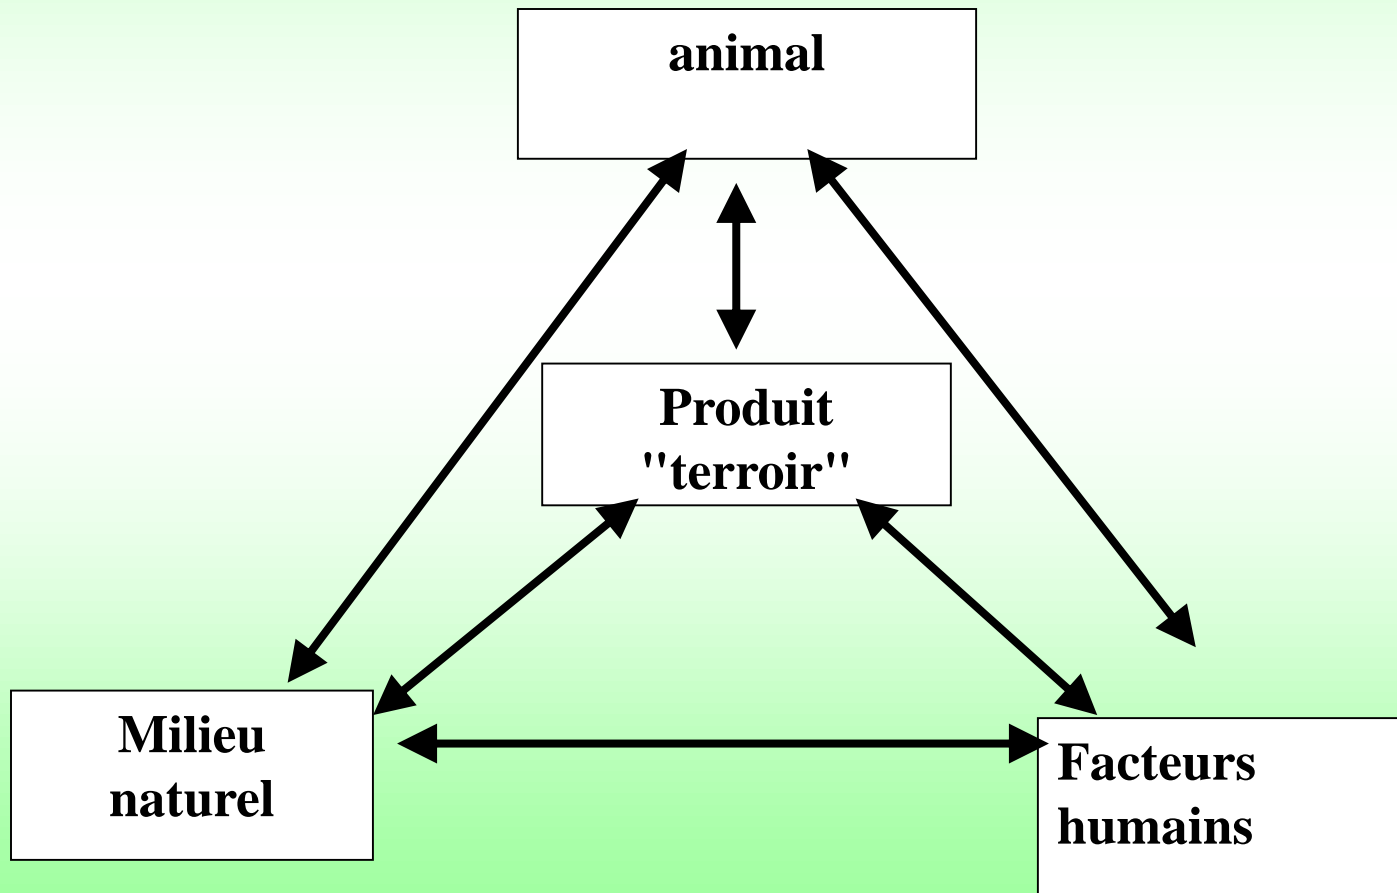 animal
Produit
"terroir"
Milieu
naturel
Facteurs
humains